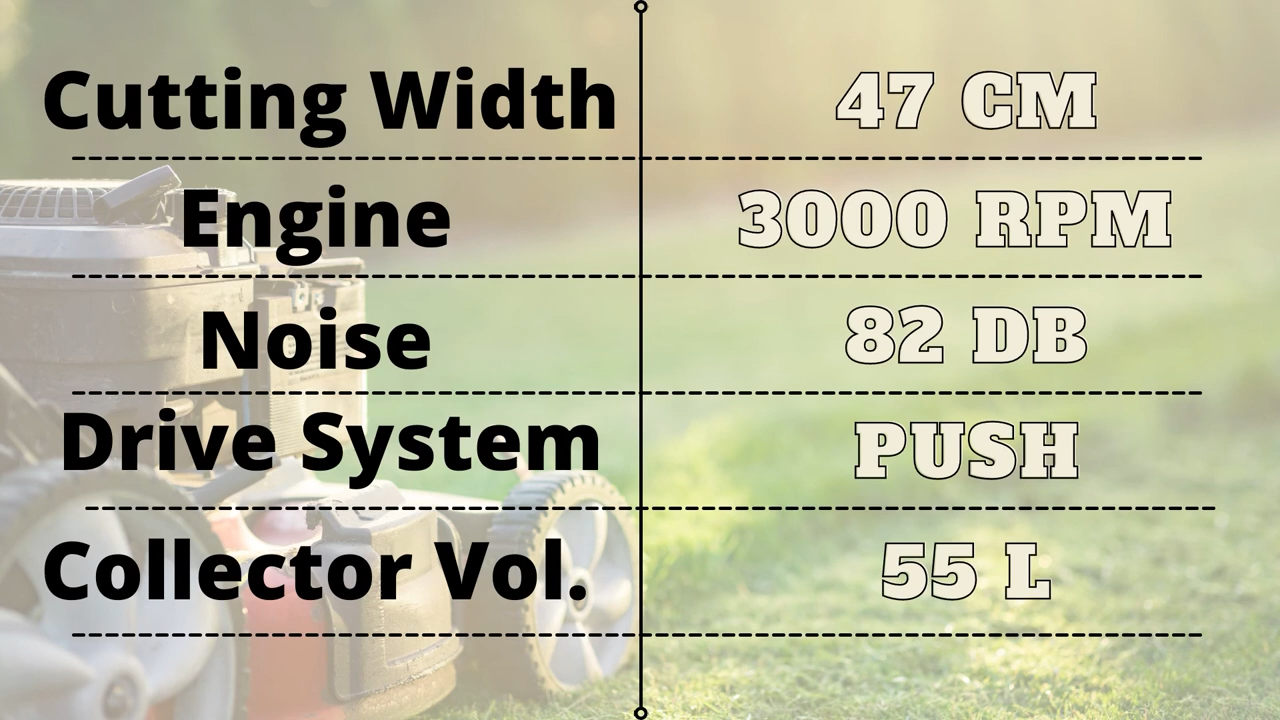 Cutting Width 47 CM
Engine 3000 RPM
Noise 82 DB
Drive System PUSH
Collector Vol. 55 L